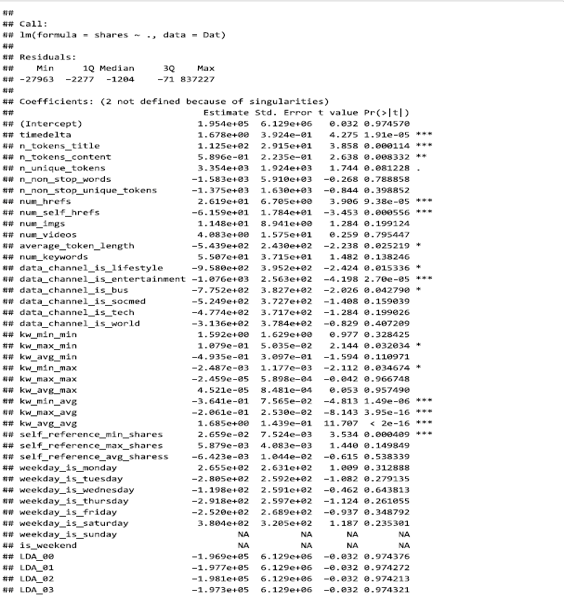 ##
## Call:
## lm(formula = shares ~ ., data = Dat)
##
## Residuals:
## Min 1Q Median 3Q Max
## -27963 -2277 -1204 -71 837227
##
## Coefficients: (2 not defined because of singularities)
## Estimate Std. Error t value Pr(>|t|)
## (Intercept) 1.954e+05 6.129e+06 0.032 0.974570
## timedelta 1.678e+00 3.924e-01 4.275 1.91e-05 ***
## n_tokens_title 1.125e+02 2.915e+01 3.858 0.000114 ***
## n_tokens_content 5.896e-01 2.235e-01 2.638 0.008332 **
## n_unique_tokens 3.354e+03 1.924e+03 1.744 0.081228 .
## n_non_stop_words -1.583e+03 5.910e+03 -0.268 0.788858
## n_non_stop_unique_tokens -1.375e+03 1.630e+03 -0.844 0.398852
## num_hrefs 2.619e+01 6.705e+00 3.906 9.38e-05 ***
## num_self_hrefs -6.159e+01 1.784e+01 -3.453 0.000556 ***
## num_imgs 1.148e+01 8.941e+00 1.284 0.199124
## num_videos 4.083e+00 1.575e+01 0.259 0.795447
## average_token_length -5.439e+02 2.430e+02 -2.238 0.025219 *
## num_keywords 5.507e+01 3.715e+01 1.482 0.138246
## data_channel_is_lifestyle -9.580e+02 3.952e+02 -2.424 0.015336 *
## data_channel_is_entertainment -1.076e+03 2.563e+02 -4.198 2.70e-05 ***
## data_channel_is_bus -7.752e+02 3.827e+02 -2.026 0.042790 *
## data_channel_is_socmed -5.249e+02 3.727e+02 -1.408 0.159039
## data_channel_is_tech -4.774e+02 3.717e+02 -1.284 0.199026
## data_channel_is_world -3.136e+02 3.784e+02 -0.829 0.407209
## kw_min_min 1.592e+00 1.629e+00 0.977 0.328425
## kw_max_min 1.079e-01 5.035e-02 2.144 0.032034 *
## kw_avg_min -4.935e-01 3.097e-01 -1.594 0.110971
## kw_min_max -2.487e-03 1.177e-03 -2.112 0.034674 *
## kw_max_max -2.459e-05 5.898e-04 -0.042 0.966748
## kw_avg_max 4.521e-05 8.481e-04 0.053 0.957490
## kw_min_avg -3.641e-01 7.565e-02 -4.813 1.49e-06 ***
## kw_max_avg -2.061e-01 2.530e-02 -8.143 3.95e-16 ***
## kw_avg_avg 1.685e+00 1.439e-01 11.707 < 2e-16 ***
## self_reference_min_shares 2.659e-02 7.524e-03 3.534 0.000409 ***
## self_reference_max_shares 5.879e-03 4.083e-03 1.440 0.149849
## self_reference_avg_sharess -6.423e-03 1.044e-02 -0.615 0.538339
## weekday_is_monday 2.655e+02 2.631e+02 1.009 0.312888
## weekday_is_tuesday -2.805e+02 2.592e+02 -1.082 0.279135
## weekday_is_wednesday -1.198e+02 2.591e+02 -0.462 0.643813
## weekday_is_thursday -2.918e+02 2.597e+02 -1.124 0.261055
## weekday_is_friday -2.520e+02 2.689e+02 -0.937 0.348792
## weekday_is_saturday 3.804e+02 3.205e+02 1.187 0.235301
## weekday_is_sunday NA NA NA NA
## is_weekend NA NA NA NA
## LDA_00 -1.969e+05 6.129e+06 -0.032 0.974376
## LDA_01 -1.977e+05 6.129e+06 -0.032 0.974272
## LDA_02 -1.981e+05 6.129e+06 -0.032 0.974213
## LDA_03 -1.973e+05 6.129e+06 -0.032 0.974321